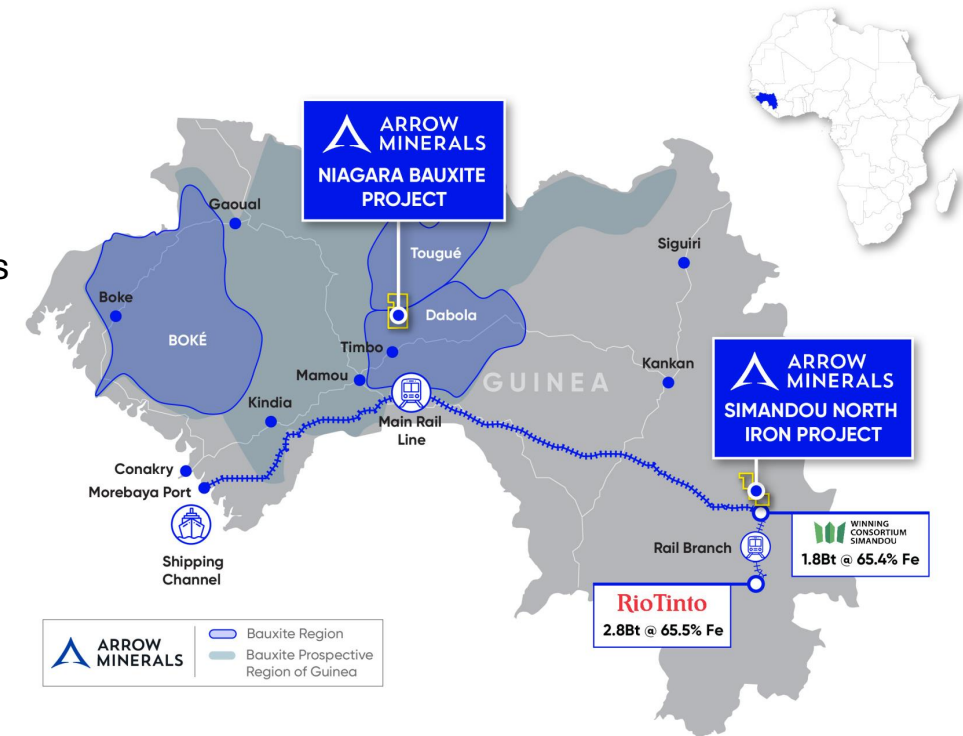 ARROW
MINERALS
NIAGARA BAUXITE
PROJECT
Gaoual
Tougué
Siguiri
s
Boke
BOKÉ
Dabola
Timbo
Mamou
GUINEA
Kankan
ARROW
MINERALS
SIMANDOU NORTH
IRON PROJECT
Kindia
Main Rail
Line
Conakry
Morebaya Port
Shipping
Channel
WINNING
CONSORTIUM
SIMANDOU
1.8Bt @ 65.4% Fe
Rail Branch
RioTinto
2.8Bt @ 65.5% Fe
ARROW
MINERALS
Bauxite Region
Bauxite Prospective
Region of Guinea